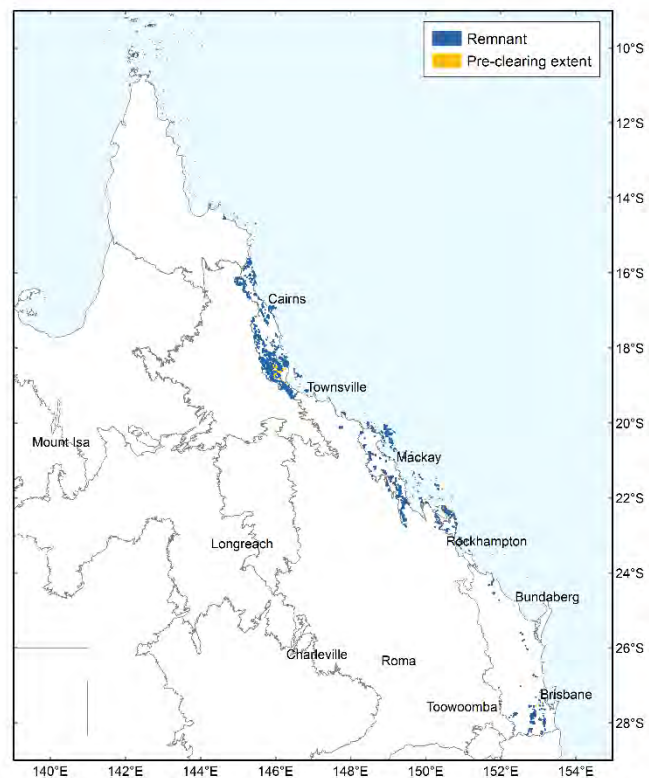 Remnant
Pre-clearing extent
10°S
12°S
14°S
16°S
Cairns
18°S
Townsville
20°S
Mount Isa
Mackay
22°S
Longreach
Rockhampton
24°S
Bundaberg
26°S
Charleville
Roma
Toowoomba
Brisbane
28°S
140°E 142°E 144°E 146°E 148°E 150°E 152°E 154°E